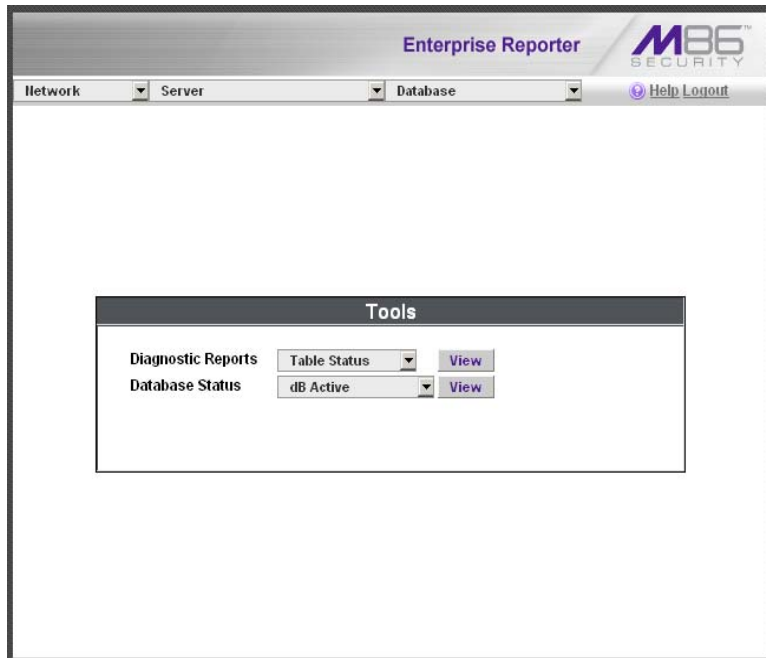 Enterprise Reporter
M86™
SECURITY
Network Server Database Help Logout
Tools
Diagnostic Reports Table Status View
Database Status dB Active View